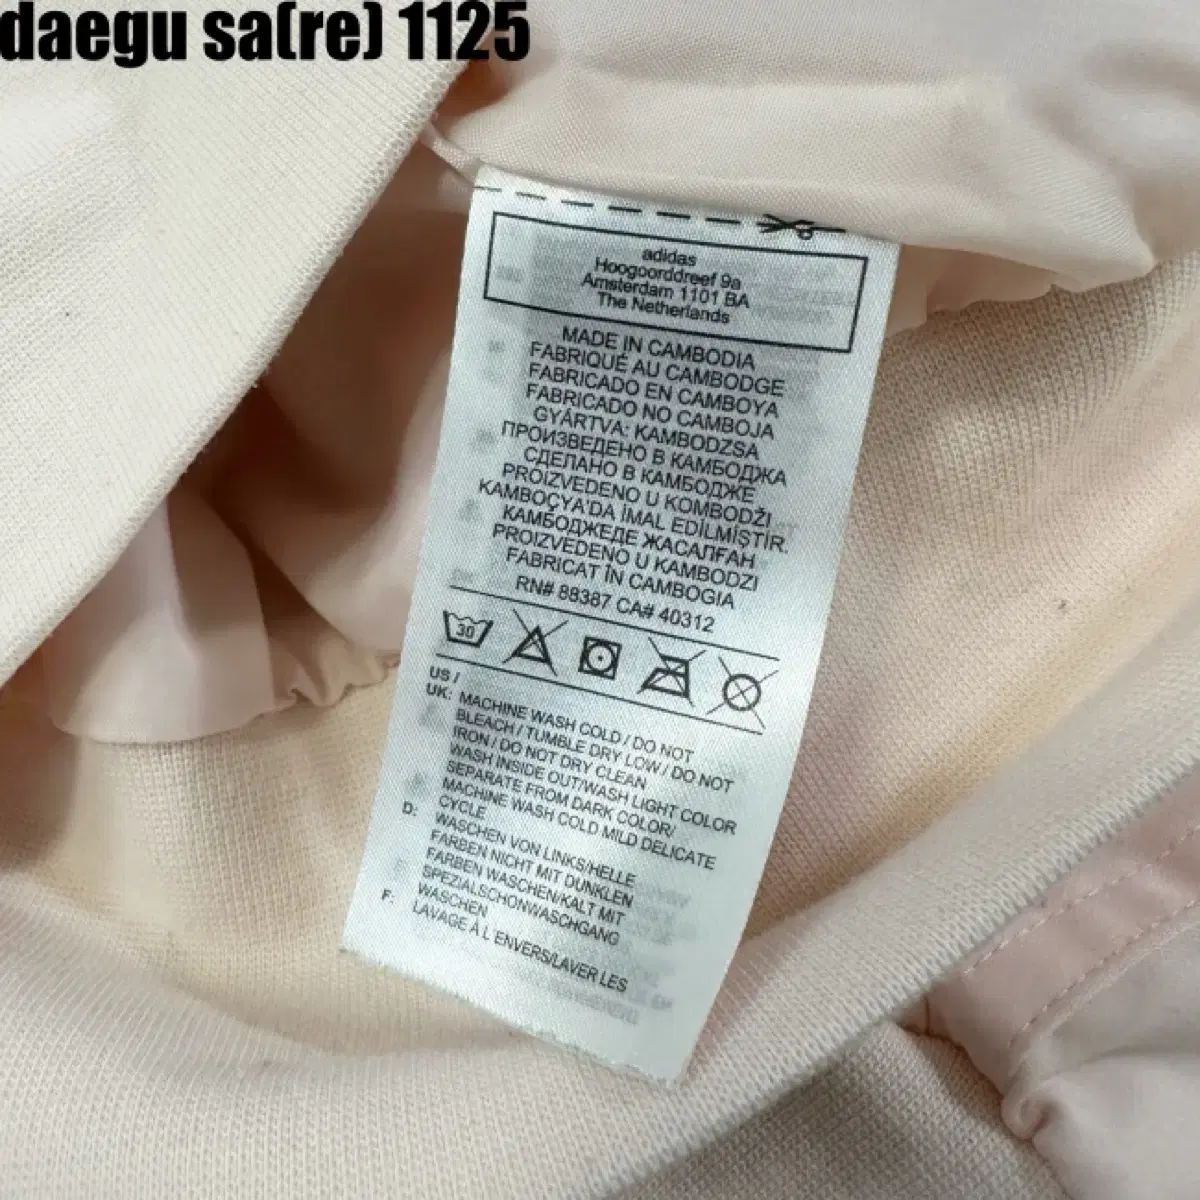 daegu sa(re) 1125
adidas
Hoogoorddreef 9a
Amsterdam 1101 BA
The Netherlands
MADE IN CAMBODIA
FABRIQUÉ AU CAMBODGE
FABRICADO EN CAMBOYA
FABRICADO NO CAMBOJA
GYÁRTVA: KAMBODZSA
ПРОИЗВЕДЕНО В КАМБОДЖА
СДЕЛАНО В КАМБОДЖЕ
PROIZVEDENO U KOMBODŽI
KAMBOÇYA'DA İMAL EDİLMİŞTİR.
КАМБОДЖЕДЕ ЖАСАЛҒАН
PROIZVEDENO U KAMBODZI
FABRICAT ÎN CAMBOGIA
RN# 88387 CA# 40312
30
US /
UK: MACHINE WASH COLD / DO NOT
BLEACH / TUMBLE DRY LOW / DO NOT
IRON / DO NOT DRY CLEAN
WASH INSIDE OUT/WASH LIGHT COLOR
SEPARATE FROM DARK COLOR/
MACHINE WASH COLD MILD DELICATE
CYCLE
D: WASCHEN VON LINKS/HELLE
FARBEN NICHT MIT DUNKLEN
FARBEN WASCHEN/KALT MIT
SPEZIALSCHONWASCHGANG
WASCHEN
F: LAVAGE À L'ENVERS/LAVER LES